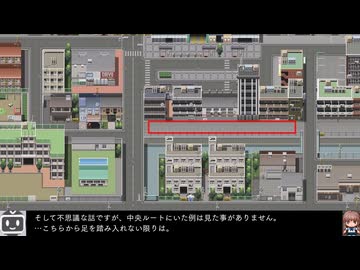 そして不思議な話ですが、中央ルートにいた例は見た事がありません。
…こちらから足を踏み入れない限りは。